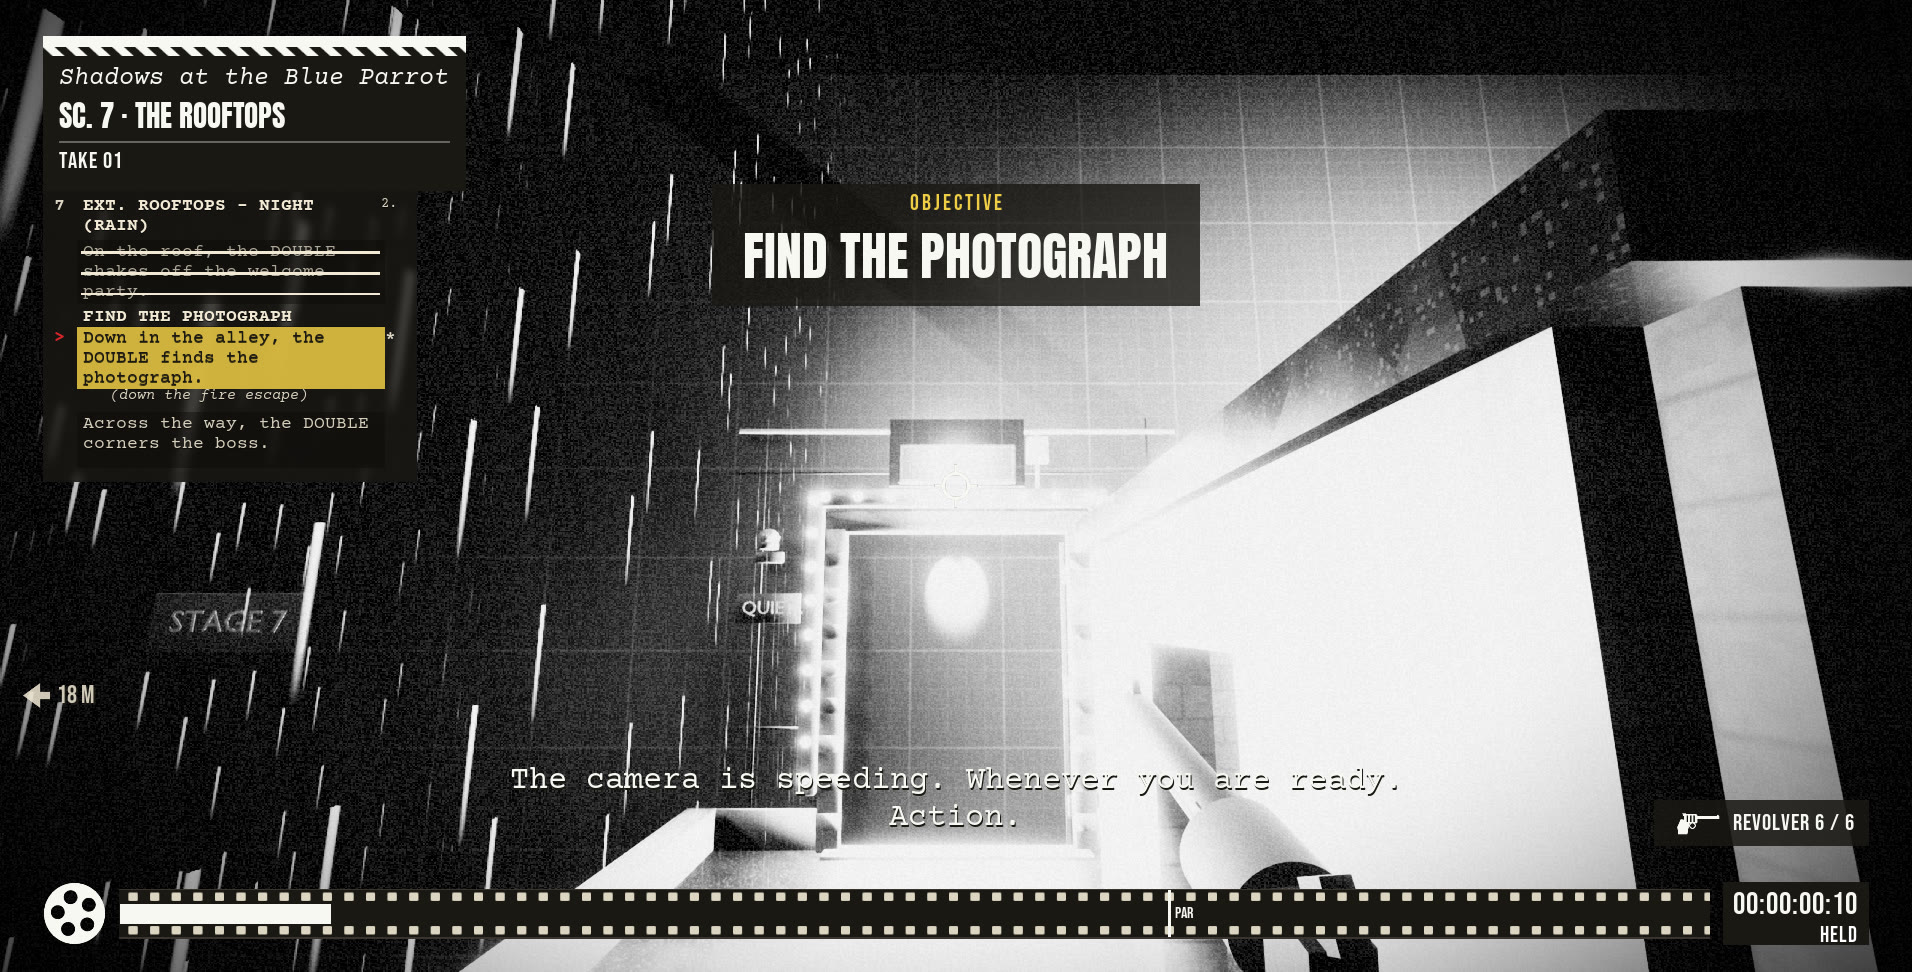 Shadows at the Blue Parrot
SC. 7 · THE ROOFTOPS
TAKE 01
7 EXT. ROOFTOPS - NIGHT 2.
(RAIN)
On the roof, the DOUBLE
shakes off the welcome
party.
FIND THE PHOTOGRAPH
> Down in the alley, the *
DOUBLE finds the
photograph.
(down the fire escape)
Across the way, the DOUBLE
corners the boss.
OBJECTIVE
FIND THE PHOTOGRAPH
STAGE 7
QUIET
18 M
The camera is speeding. Whenever you are ready.
Action.
REVOLVER 6 / 6
PAR
00:00:00:10
HELD